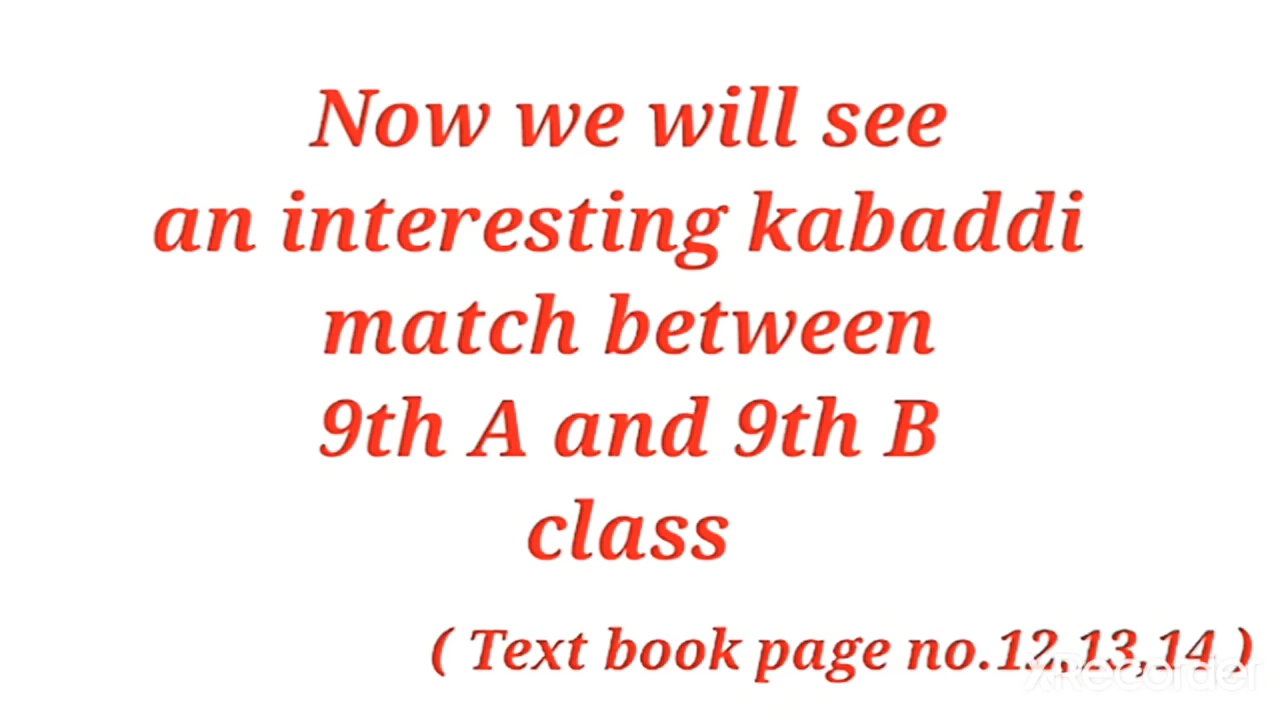 Now we will see
an interesting kabaddi
match between
9th A and 9th B
class
( Text book page no.12,13,14 )
XRecorder